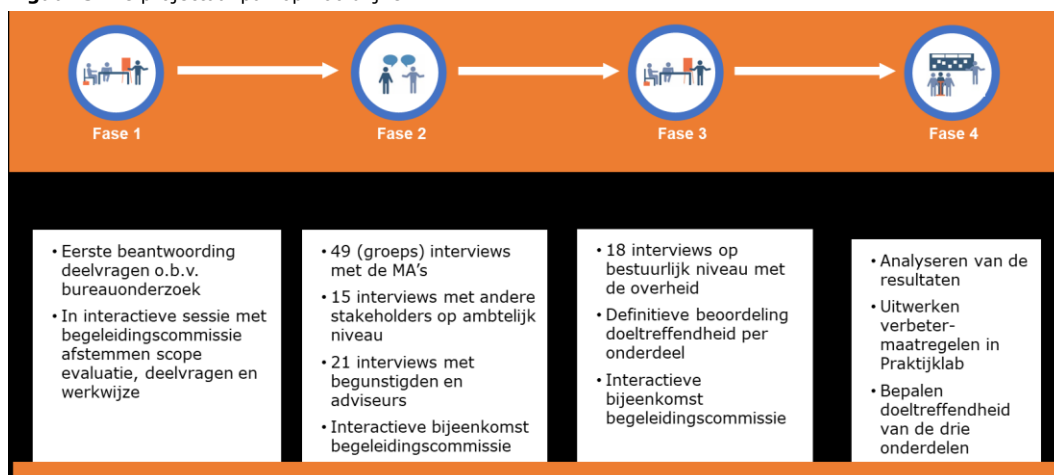 Fase 1
Fase 2
Fase 3
Fase 4
• Eerste beantwoording
deelvragen o.b.v.
bureauonderzoek
• In interactieve sessie met
begeleidingscommissie
afstemmen scope
evaluatie, deelvragen en
werkwijze
• 49 (groeps) interviews
met de MA's
• 15 interviews met andere
stakeholders op ambtelijk
niveau
• 21 interviews met
begunstigden en
adviseurs
• Interactieve bijeenkomst
begeleidingscommissie
• 18 interviews op
bestuurlijk niveau met
de overheid
• Definitieve beoordeling
doeltreffendheid per
onderdeel
• Interactieve
bijeenkomst
begeleidingscommissie
• Analyseren van de
resultaten
• Uitwerken
verbeter-
maatregelen in
Praktijklab
• Bepalen
doeltreffendheid
van de drie
onderdelen